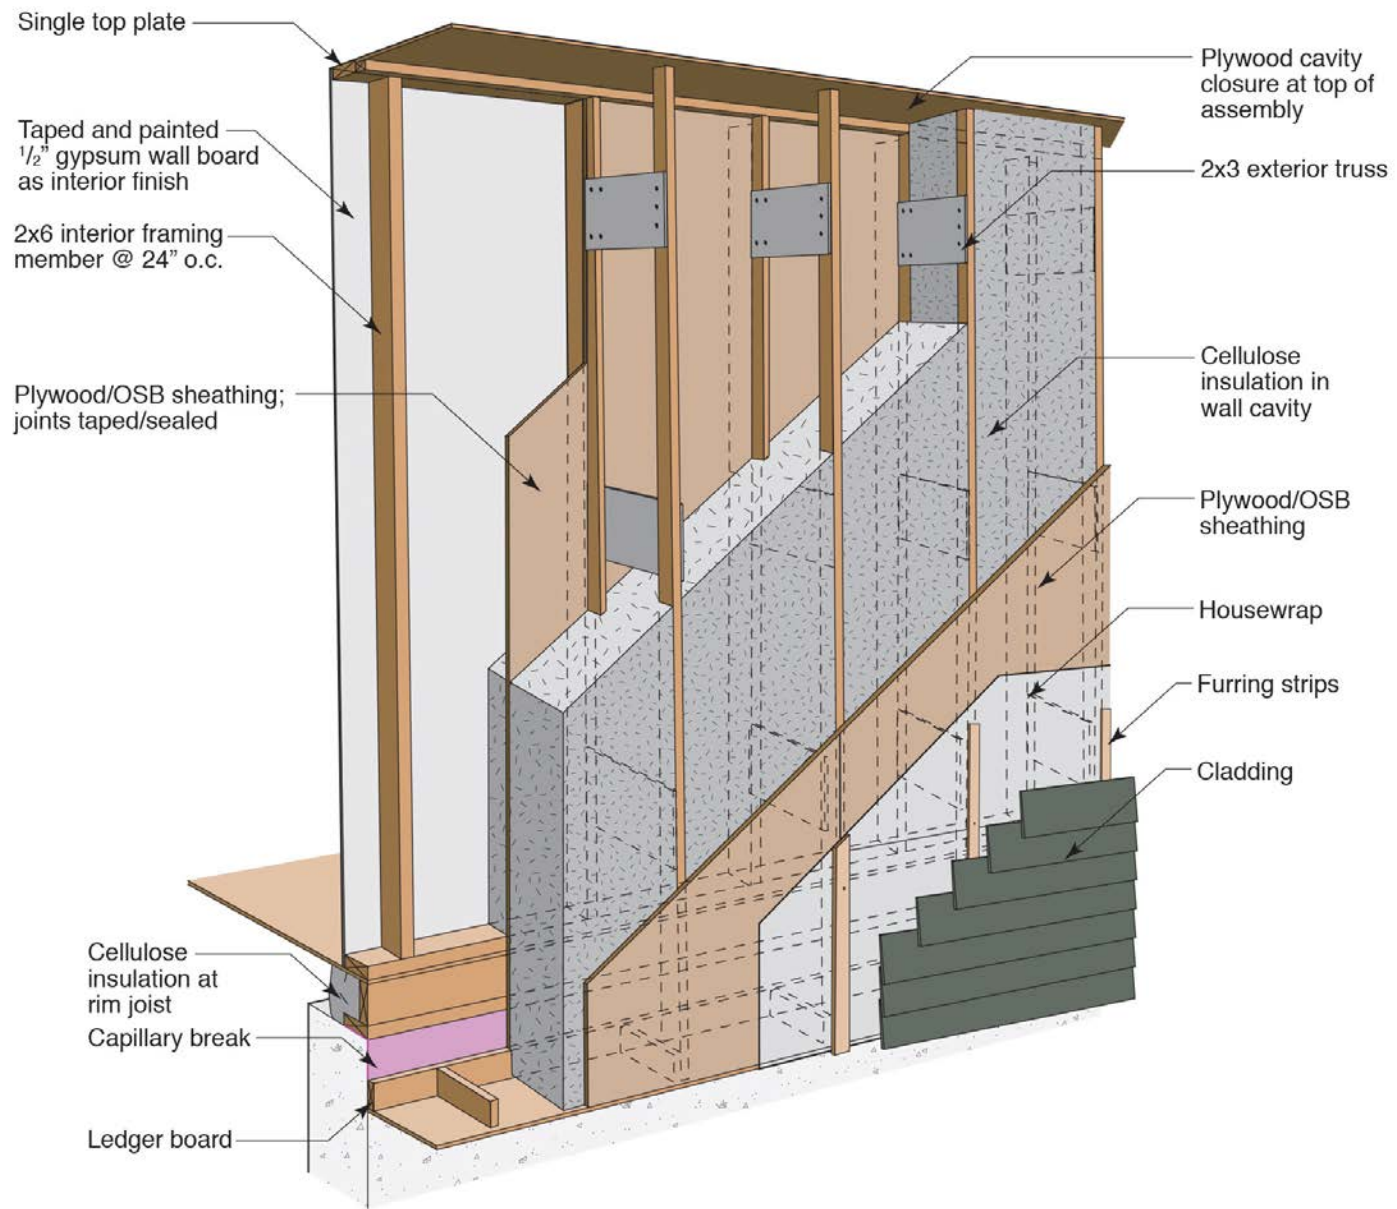 Single top plate
Taped and painted
1/2” gypsum wall board
as interior finish
2x6 interior framing
member @ 24” o.c.
Plywood/OSB sheathing;
joints taped/sealed
Cellulose
insulation at
rim joist
Capillary break
Ledger board
Plywood cavity
closure at top of
assembly
2x3 exterior truss
Cellulose
insulation in
wall cavity
Plywood/OSB
sheathing
Housewrap
Furring strips
Cladding